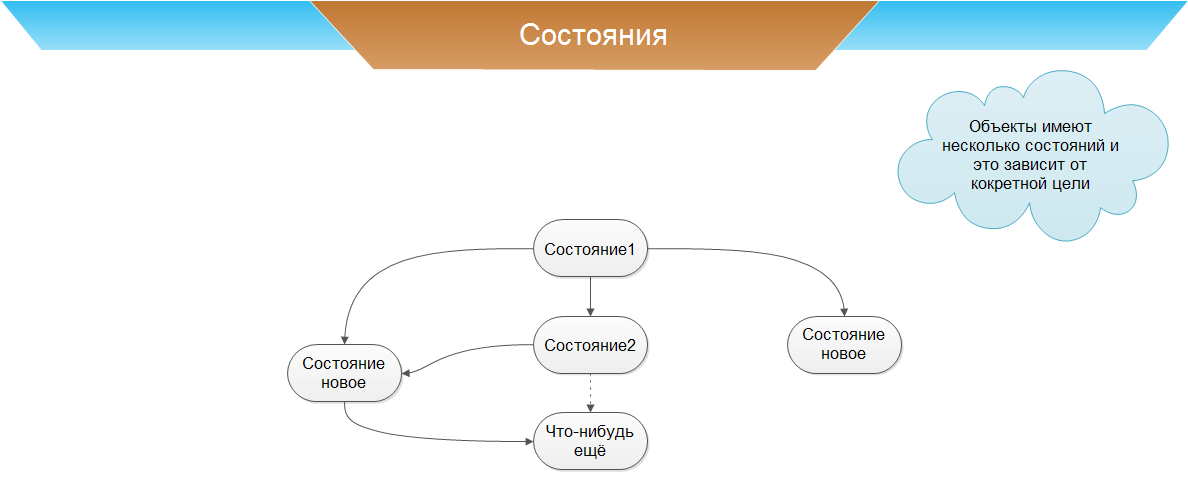 Состояния
Объекты имеют
несколько состояний и
это зависит от
кокретной цели
Состояние1
Состояние2
Состояние
новое
Состояние
новое
Что-нибудь
ещё